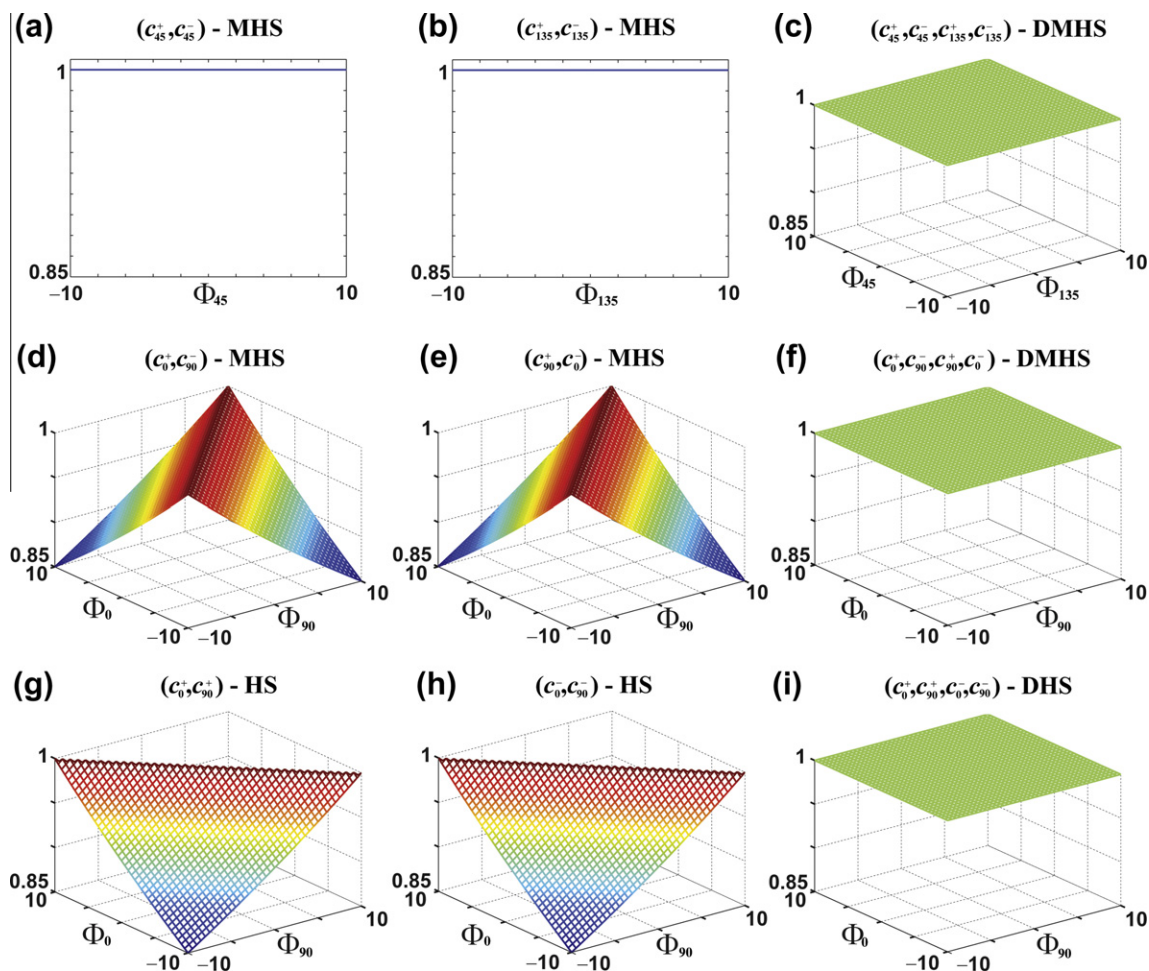 (a) (c₄₅⁺,c₄₅⁻) - MHS
(b) (c₁₃₅⁺,c₁₃₅⁻) - MHS
(c) (c₄₅⁺,c₄₅⁻,c₁₃₅⁺,c₁₃₅⁻) - DMHS
1
0.85
−10
Φ₄₅
10
1
0.85
−10
Φ₁₃₅
10
1
0.85
10
Φ₄₅
−10
−10
Φ₁₃₅
10
(d) (c₀⁺,c₉₀⁻) - MHS
(e) (c₉₀⁺,c₀⁻) - MHS
(f) (c₀⁺,c₉₀⁻,c₉₀⁺,c₀⁻) - DMHS
1
0.85
10
Φ₀
−10
−10
Φ₉₀
10
1
0.85
10
Φ₀
−10
−10
Φ₉₀
10
1
0.85
10
Φ₀
−10
−10
Φ₉₀
10
(g) (c₀⁺,c₉₀⁺) - HS
(h) (c₀⁻,c₉₀⁻) - HS
(i) (c₀⁺,c₉₀⁺,c₀⁻,c₉₀⁻) - DHS
1
0.85
10
Φ₀
−10
−10
Φ₉₀
10
1
0.85
10
Φ₀
−10
−10
Φ₉₀
10
1
0.85
10
Φ₀
−10
−10
Φ₉₀
10